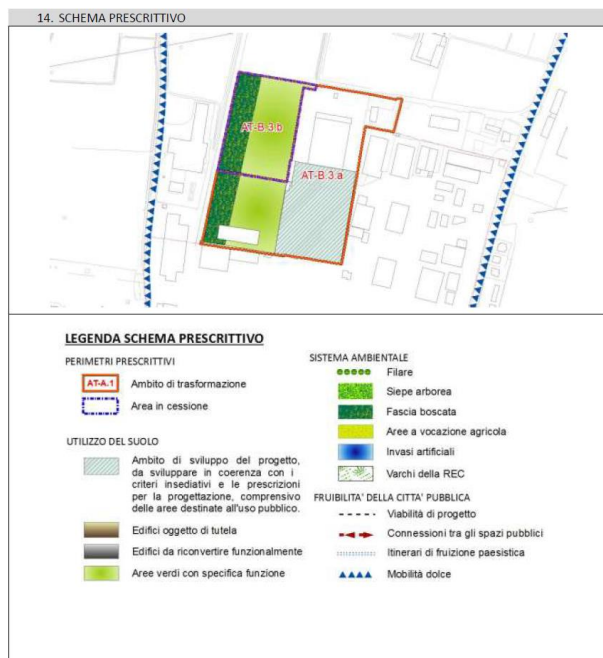 14. SCHEMA PRESCRITTIVO
AT-B.3.b
AT-B.3.a
LEGENDA SCHEMA PRESCRITTIVO
PERIMETRI PRESCRITTIVI
AT-A.1
Ambito di trasformazione
Area in cessione
UTILIZZO DEL SUOLO
Ambito di sviluppo del progetto,
da sviluppare in coerenza con i
criteri insediativi e le prescrizioni
per la progettazione, comprensivo
delle aree destinate all'uso pubblico.
Edifici oggetto di tutela
Edifici da riconvertire funzionalmente
Aree verdi con specifica funzione
SISTEMA AMBIENTALE
Filare
Siepe arborea
Fascia boscata
Aree a vocazione agricola
Invasi artificiali
Varchi della REC
FRUIBILITA' DELLA CITTA' PUBBLICA
Viabilità di progetto
Connessioni tra gli spazi pubblici
Itinerari di fruizione paesistica
Mobilità dolce